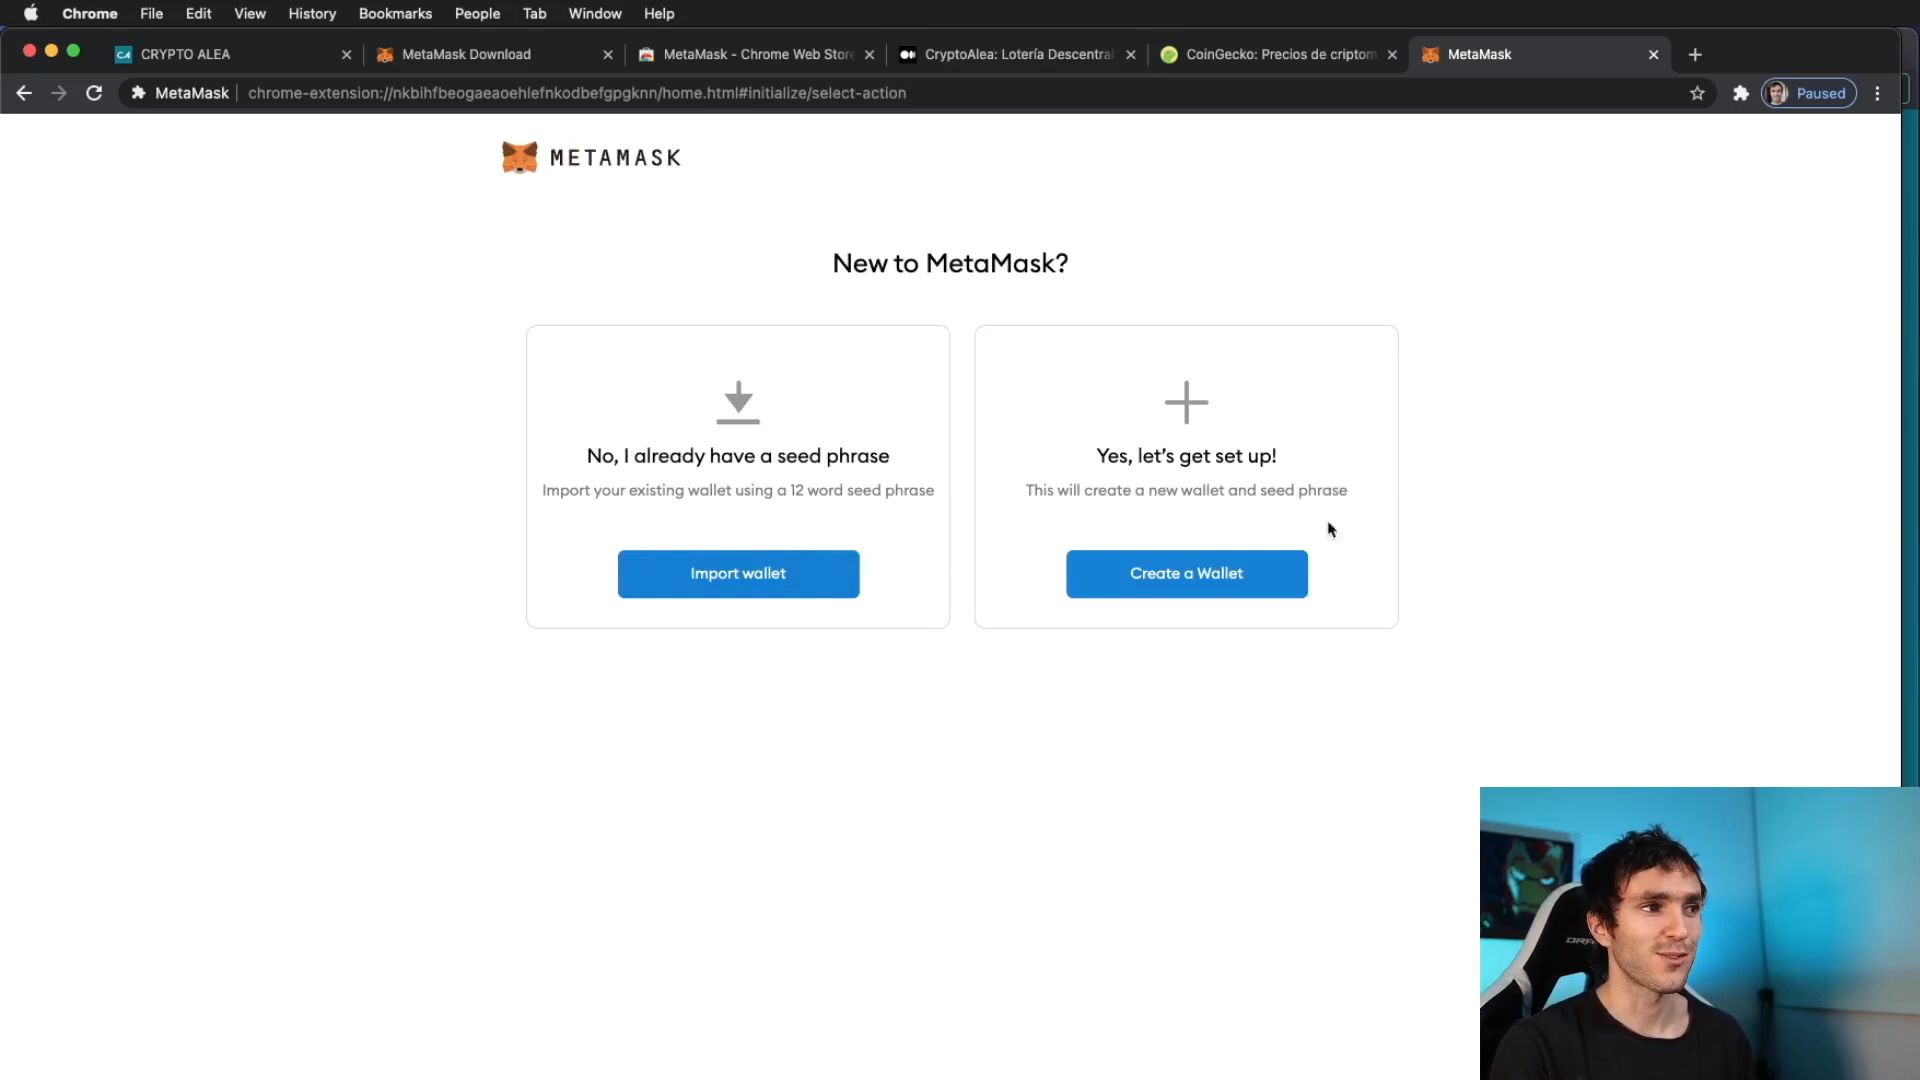 Chrome File Edit View History Bookmarks People Tab Window Help
CA CRYPTO ALEA
MetaMask Download
MetaMask - Chrome Web Store
CryptoAlea: Lotería Descentral
CoinGecko: Precios de criptom
MetaMask
MetaMask chrome-extension://nkbihfbeogaeaoehlefnkodbefgpgknn/home.html#initialize/select-action
Paused
METAMASK
New to MetaMask?
No, I already have a seed phrase
Import your existing wallet using a 12 word seed phrase
Import wallet
Yes, let's get set up!
This will create a new wallet and seed phrase
Create a Wallet